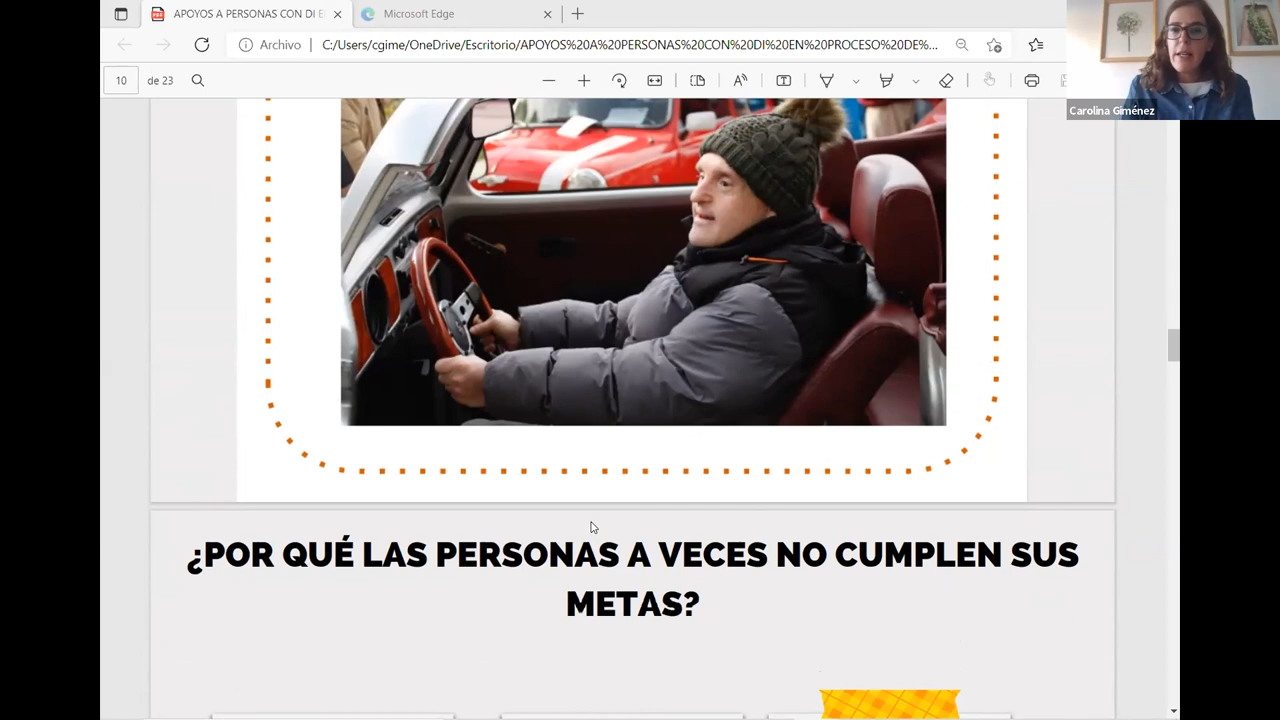 APOYOS A PERSONAS CON DI E
Microsoft Edge
Archivo
C:/Users/cgime/OneDrive/Escritorio/APOYOS%20A%20PERSONAS%20CON%20DI%20EN%20PROCESO%20DE%...
10
de 23
Carolina Giménez
¿POR QUÉ LAS PERSONAS A VECES NO CUMPLEN SUS
METAS?